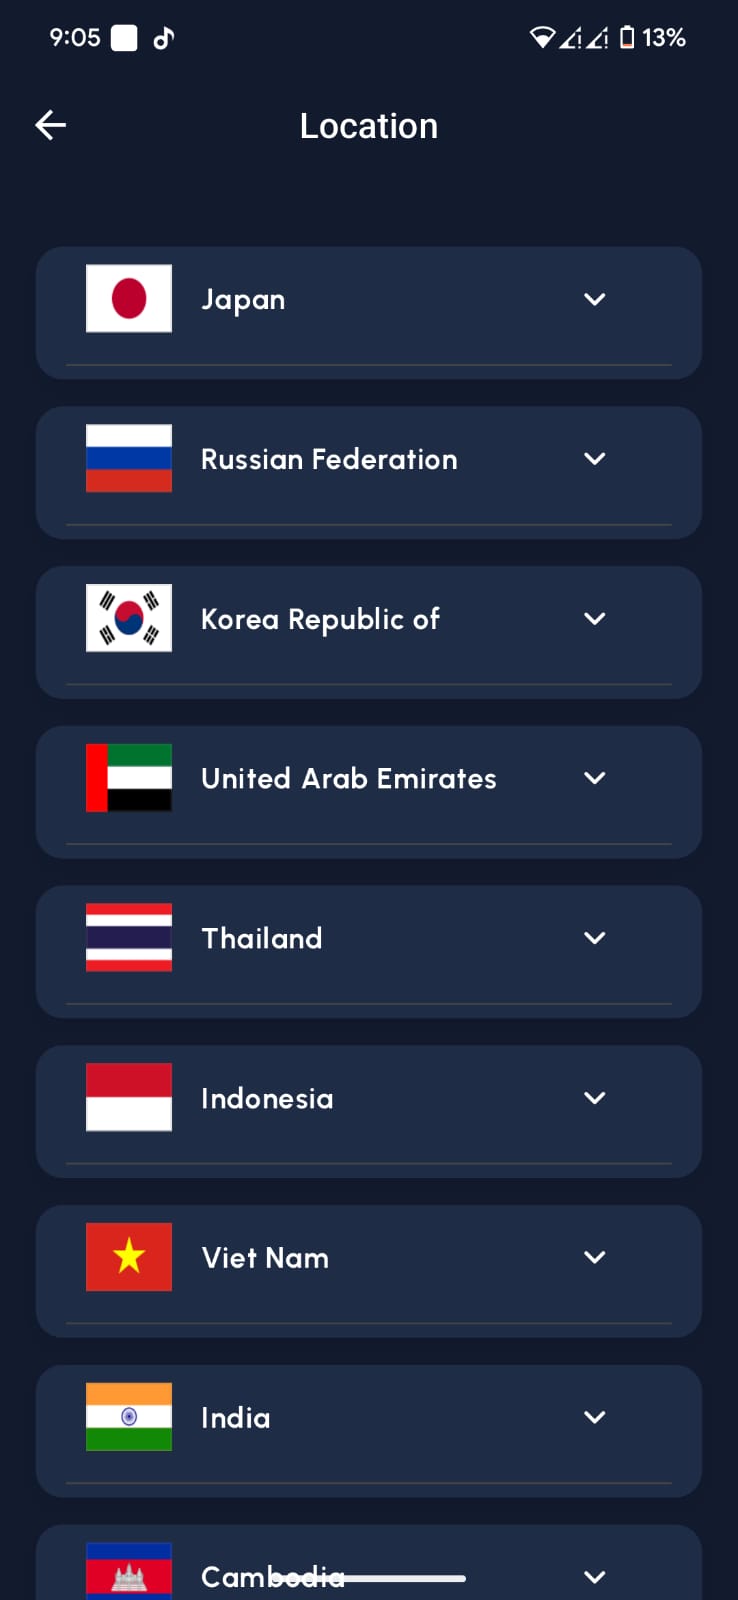 9:05 13%
Location
Japan
Russian Federation
Korea Republic of
United Arab Emirates
Thailand
Indonesia
Viet Nam
India
Cambodia